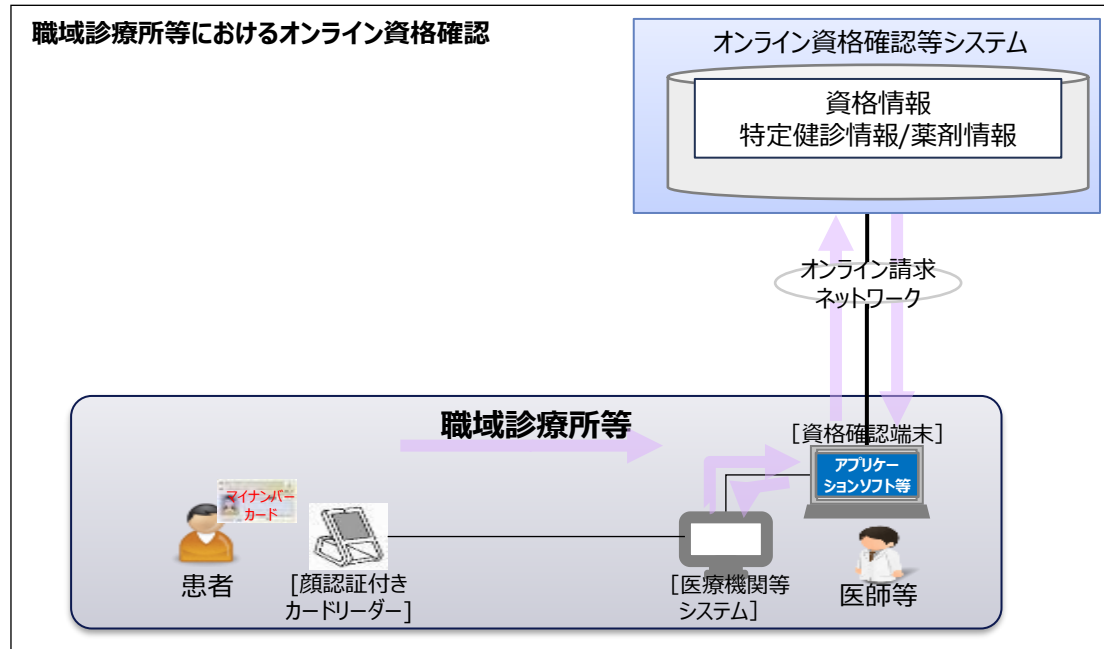 職域診療所等におけるオンライン資格確認
オンライン資格確認等システム
資格情報
特定健診情報/薬剤情報
オンライン請求
ネットワーク
職域診療所等
[資格確認端末]
アプリケー
ションソフト等
マイナンバー
カード
患者
[顔認証付き
カードリーダー]
[医療機関等
システム]
医師等